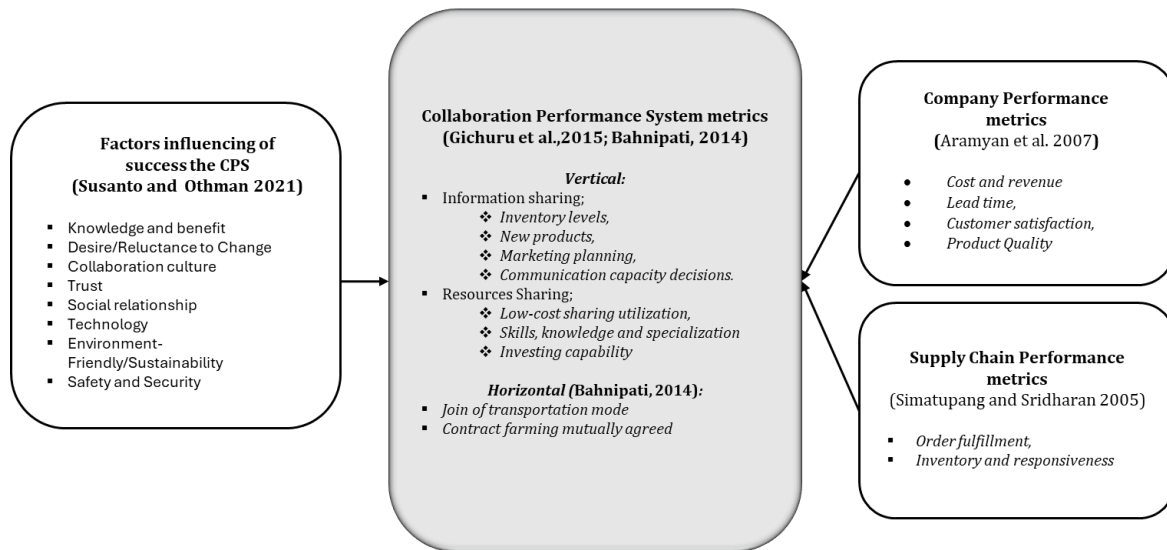 Factors influencing of
success the CPS
(Susanto and Othman 2021)
▪ Knowledge and benefit
▪ Desire/Reluctance to Change
▪ Collaboration culture
▪ Trust
▪ Social relationship
▪ Technology
▪ Environment-
Friendly/Sustainability
▪ Safety and Security
Collaboration Performance System metrics
(Gichuru et al.,2015; Bahnipati, 2014)
Vertical:
▪ Information sharing;
❖ Inventory levels,
❖ New products,
❖ Marketing planning,
❖ Communication capacity decisions.
▪ Resources Sharing;
❖ Low-cost sharing utilization,
❖ Skills, knowledge and specialization
❖ Investing capability
Horizontal (Bahnipati, 2014):
▪ Join of transportation mode
▪ Contract farming mutually agreed
Company Performance
metrics
(Aramyan et al. 2007)
● Cost and revenue
● Lead time,
● Customer satisfaction,
● Product Quality
Supply Chain Performance
metrics
(Simatupang and Sridharan 2005)
▪ Order fulfillment,
▪ Inventory and responsiveness